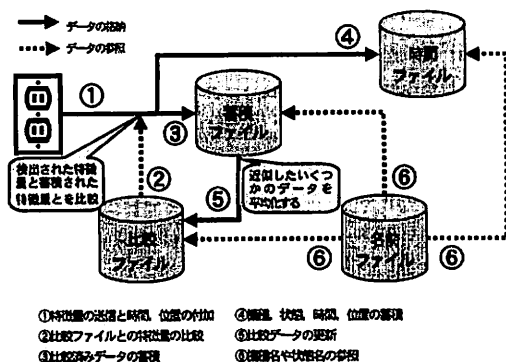 データの格納
データの参照
①
④
時間
ファイル
蓄積
ファイル
③
検出された特徴
量と蓄積された
特徴量とを比較
②
⑤
近似したいくつ
かのデータを
平均化する
⑥
比較
ファイル
⑥
名前
ファイル
⑥
①特徴量の送信と時間、位置の付加
④機種、状態、時間、位置の蓄積
②比較ファイルとの特徴量の比較
⑤比較データの更新
③比較済みデータの蓄積
⑥機種名や状態名の参照